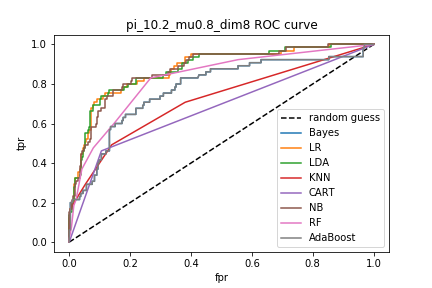 pi_10.2_mu0.8_dim8 ROC curve
1.0
0.8
0.6
0.4
0.2
0.0
tpr
random guess
Bayes
LR
LDA
KNN
CART
NB
RF
AdaBoost
0.0 0.2 0.4 0.6 0.8 1.0
fpr